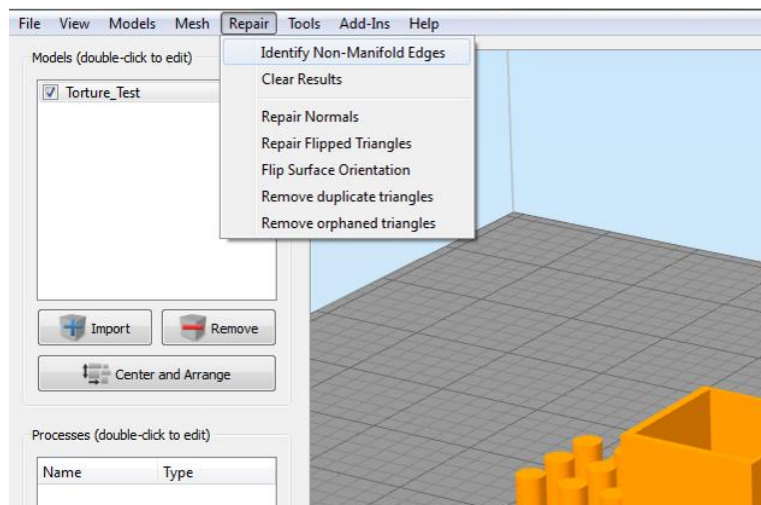 File View Models Mesh Repair Tools Add-Ins Help
Models (double-click to edit)
Torture_Test
Identify Non-Manifold Edges
Clear Results
Repair Normals
Repair Flipped Triangles
Flip Surface Orientation
Remove duplicate triangles
Remove orphaned triangles
Import Remove
Center and Arrange
Processes (double-click to edit)
Name Type